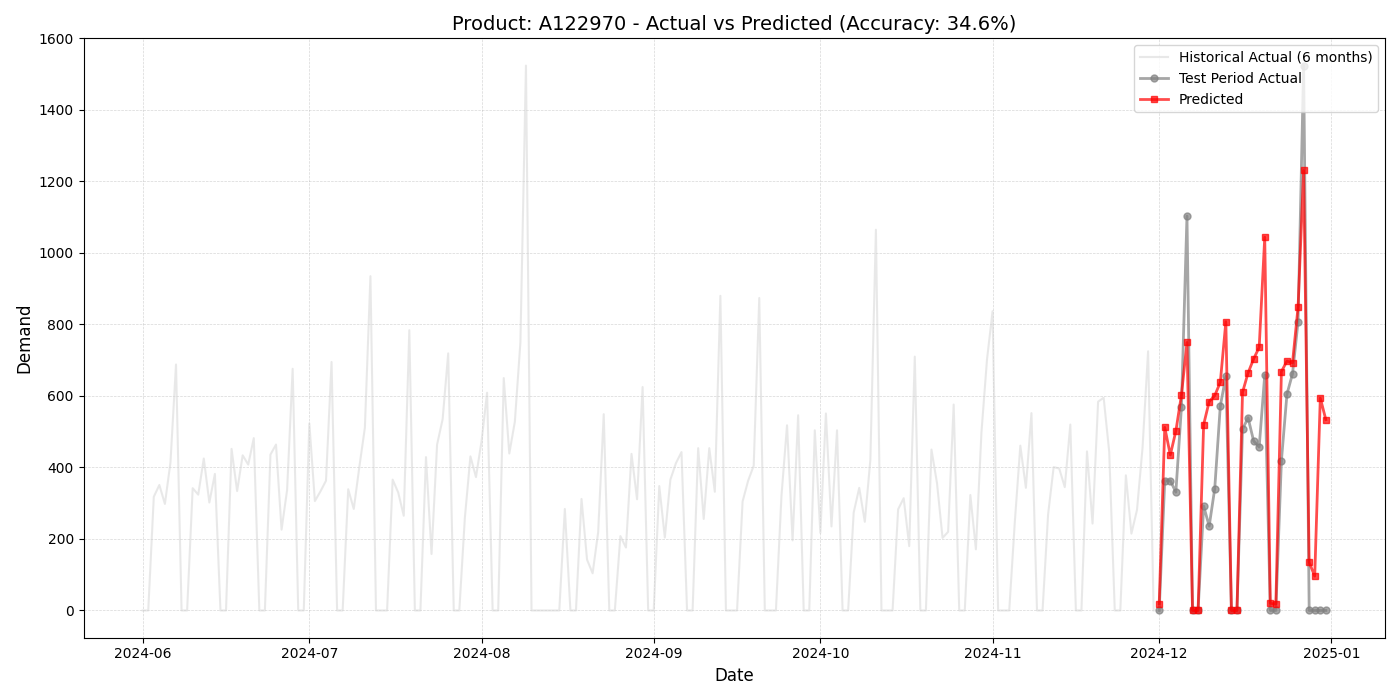 Product: A122970 - Actual vs Predicted (Accuracy: 34.6%)
Historical Actual (6 months)
Test Period Actual
Predicted
Demand
1600
1400
1200
1000
800
600
400
200
0
2024-06
2024-07
2024-08
2024-09
2024-10
2024-11
2024-12
2025-01
Date